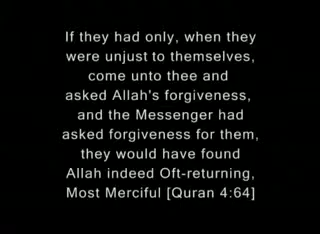 If they had only, when they
were unjust to themselves,
come unto thee and
asked Allah's forgiveness,
and the Messenger had
asked forgiveness for them,
they would have found
Allah indeed Oft-returning,
Most Merciful [Quran 4:64]